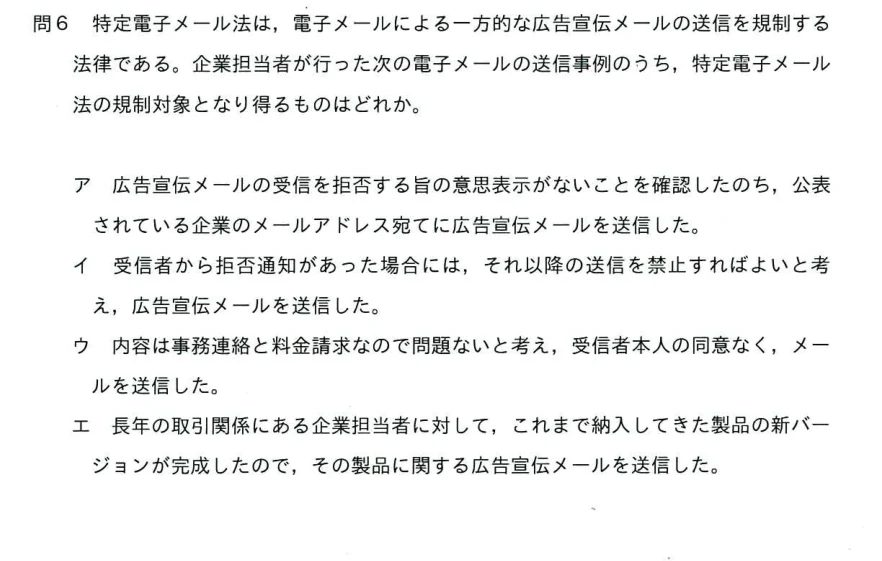 問６　特定電子メール法は，電子メールによる一方的な広告宣伝メールの送信を規制する
法律である。企業担当者が行った次の電子メールの送信事例のうち，特定電子メール
法の規制対象となり得るものはどれか。
ア　広告宣伝メールの受信を拒否する旨の意思表示がないことを確認したのち，公表
されている企業のメールアドレス宛てに広告宣伝メールを送信した。
イ　受信者から拒否通知があった場合には，それ以降の送信を禁止すればよいと考
え，広告宣伝メールを送信した。
ウ　内容は事務連絡と料金請求なので問題ないと考え，受信者本人の同意なく，メー
ルを送信した。
エ　長年の取引関係にある企業担当者に対して，これまで納入してきた製品の新バー
ジョンが完成したので，その製品に関する広告宣伝メールを送信した。